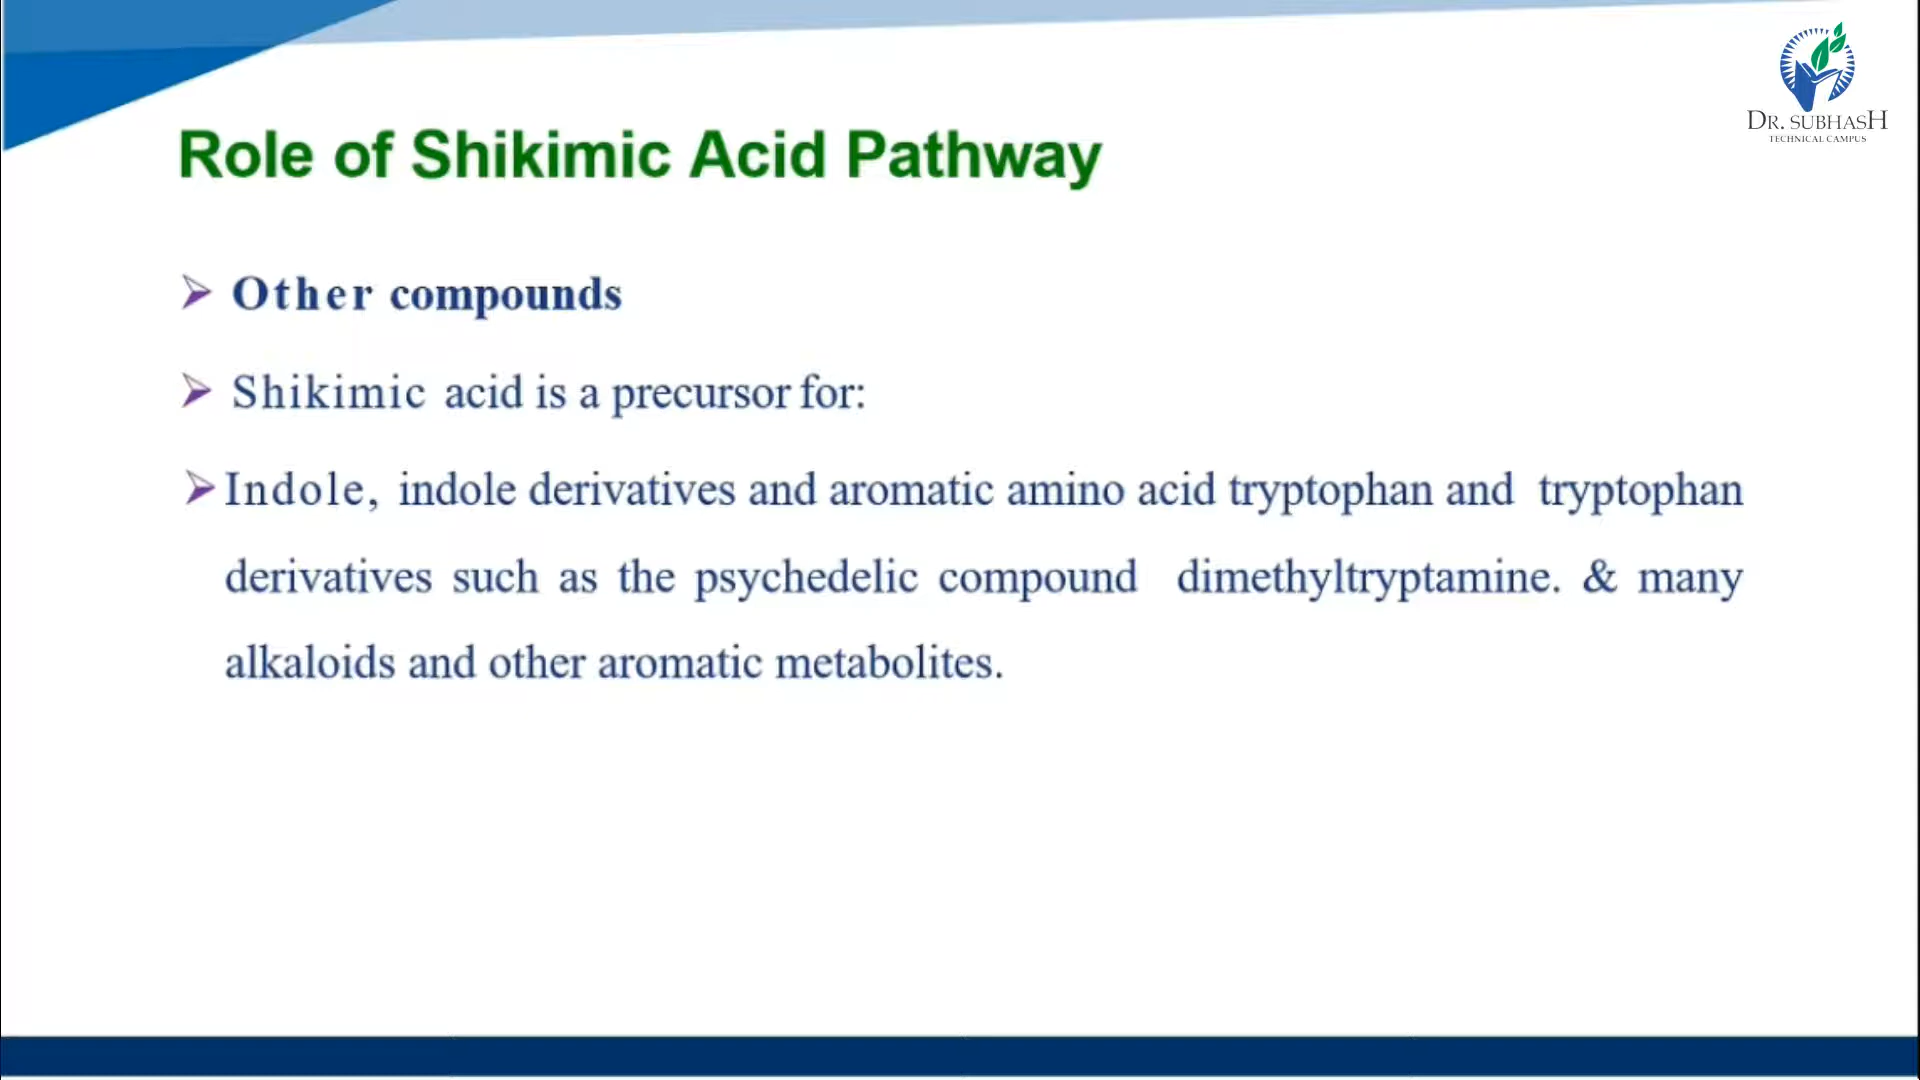 DR. SUBHASH
TECHNICAL CAMPUS
Role of Shikimic Acid Pathway
Other compounds
Shikimic acid is a precursor for:
Indole, indole derivatives and aromatic amino acid tryptophan and tryptophan
derivatives such as the psychedelic compound dimethyltryptamine. & many
alkaloids and other aromatic metabolites.